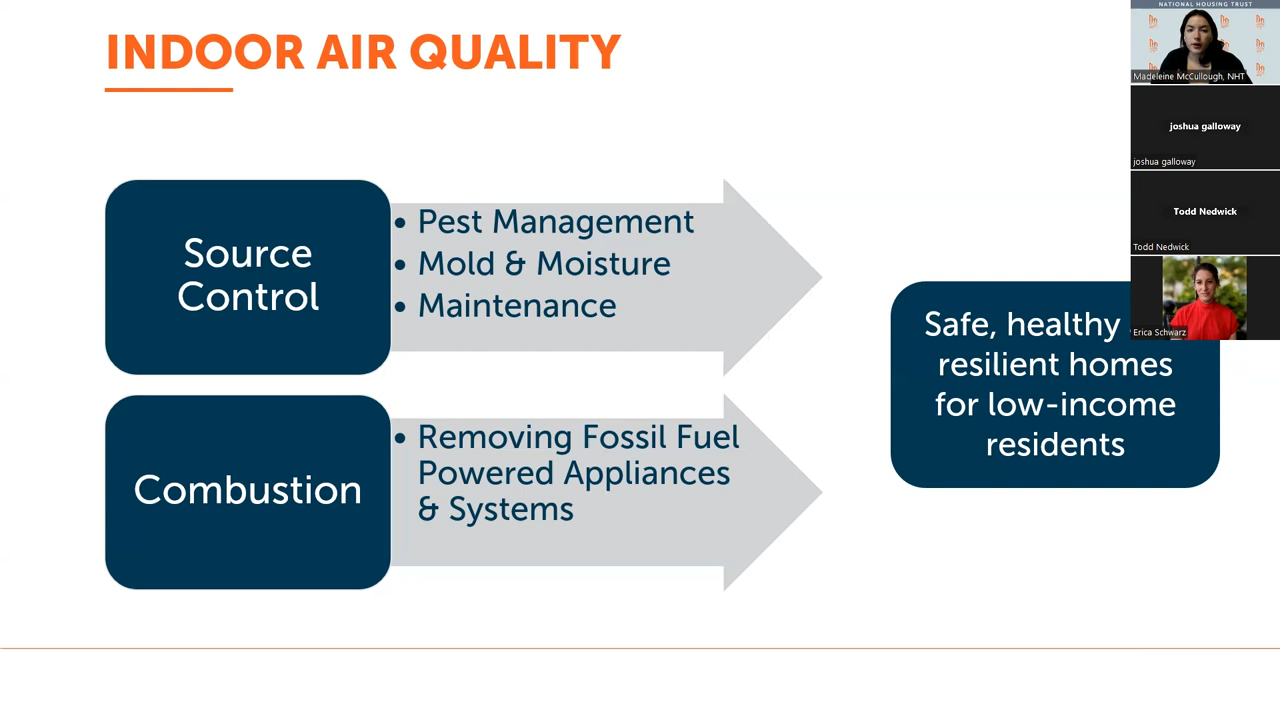 INDOOR AIR QUALITY
Source
Control
• Pest Management
• Mold & Moisture
• Maintenance
Combustion
• Removing Fossil Fuel
Powered Appliances
& Systems
Safe, healthy
resilient homes
for low-income
residents
NATIONAL HOUSING TRUST
Madeleine McCullough, NHT
joshua galloway
joshua galloway
Todd Nedwick
Todd Nedwick
Erica Schwarz